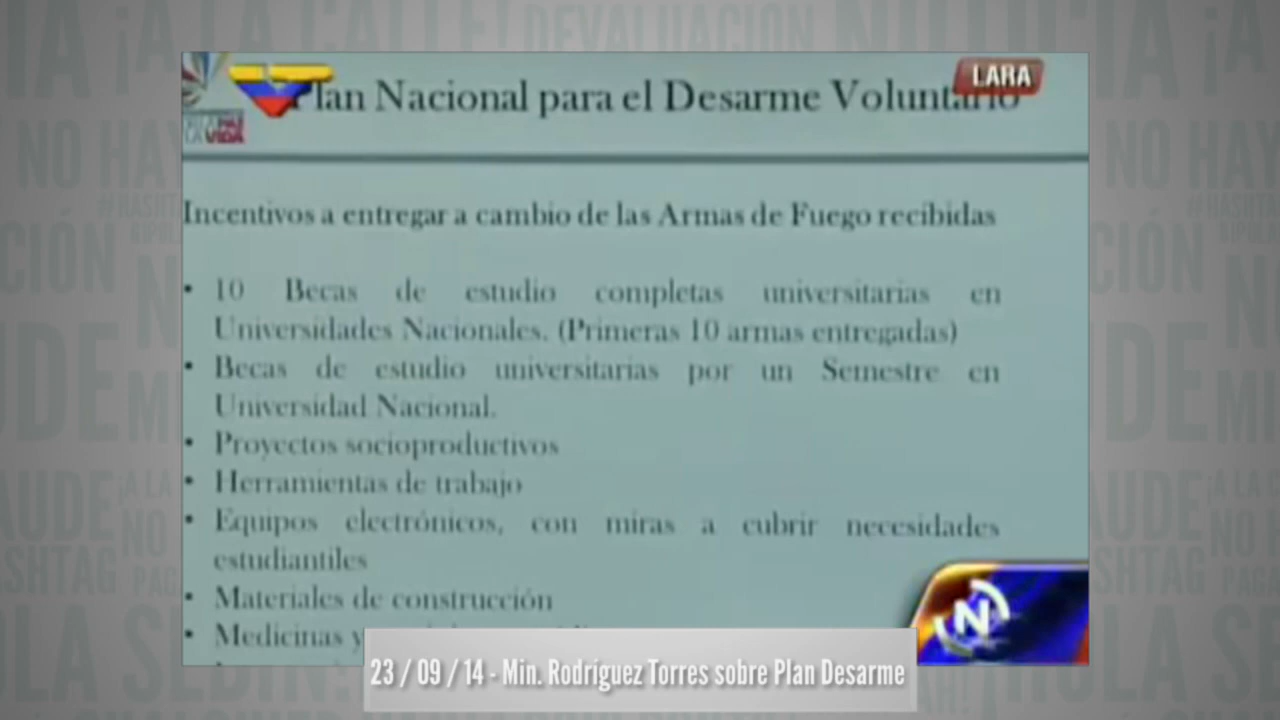 LARA
Plan Nacional para el Desarme Voluntario
LA VIDA
Incentivos a entregar a cambio de las Armas de Fuego recibidas
• 10 Becas de estudio completas universitarias en
Universidades Nacionales. (Primeras 10 armas entregadas)
• Becas de estudio universitarias por un Semestre en
Universidad Nacional.
• Proyectos socioproductivos
• Herramientas de trabajo
• Equipos electrónicos, con miras a cubrir necesidades
estudiantiles
• Materiales de construcción
• Medicinas y
N
23 / 09 / 14 - Min. Rodríguez Torres sobre Plan Desarme